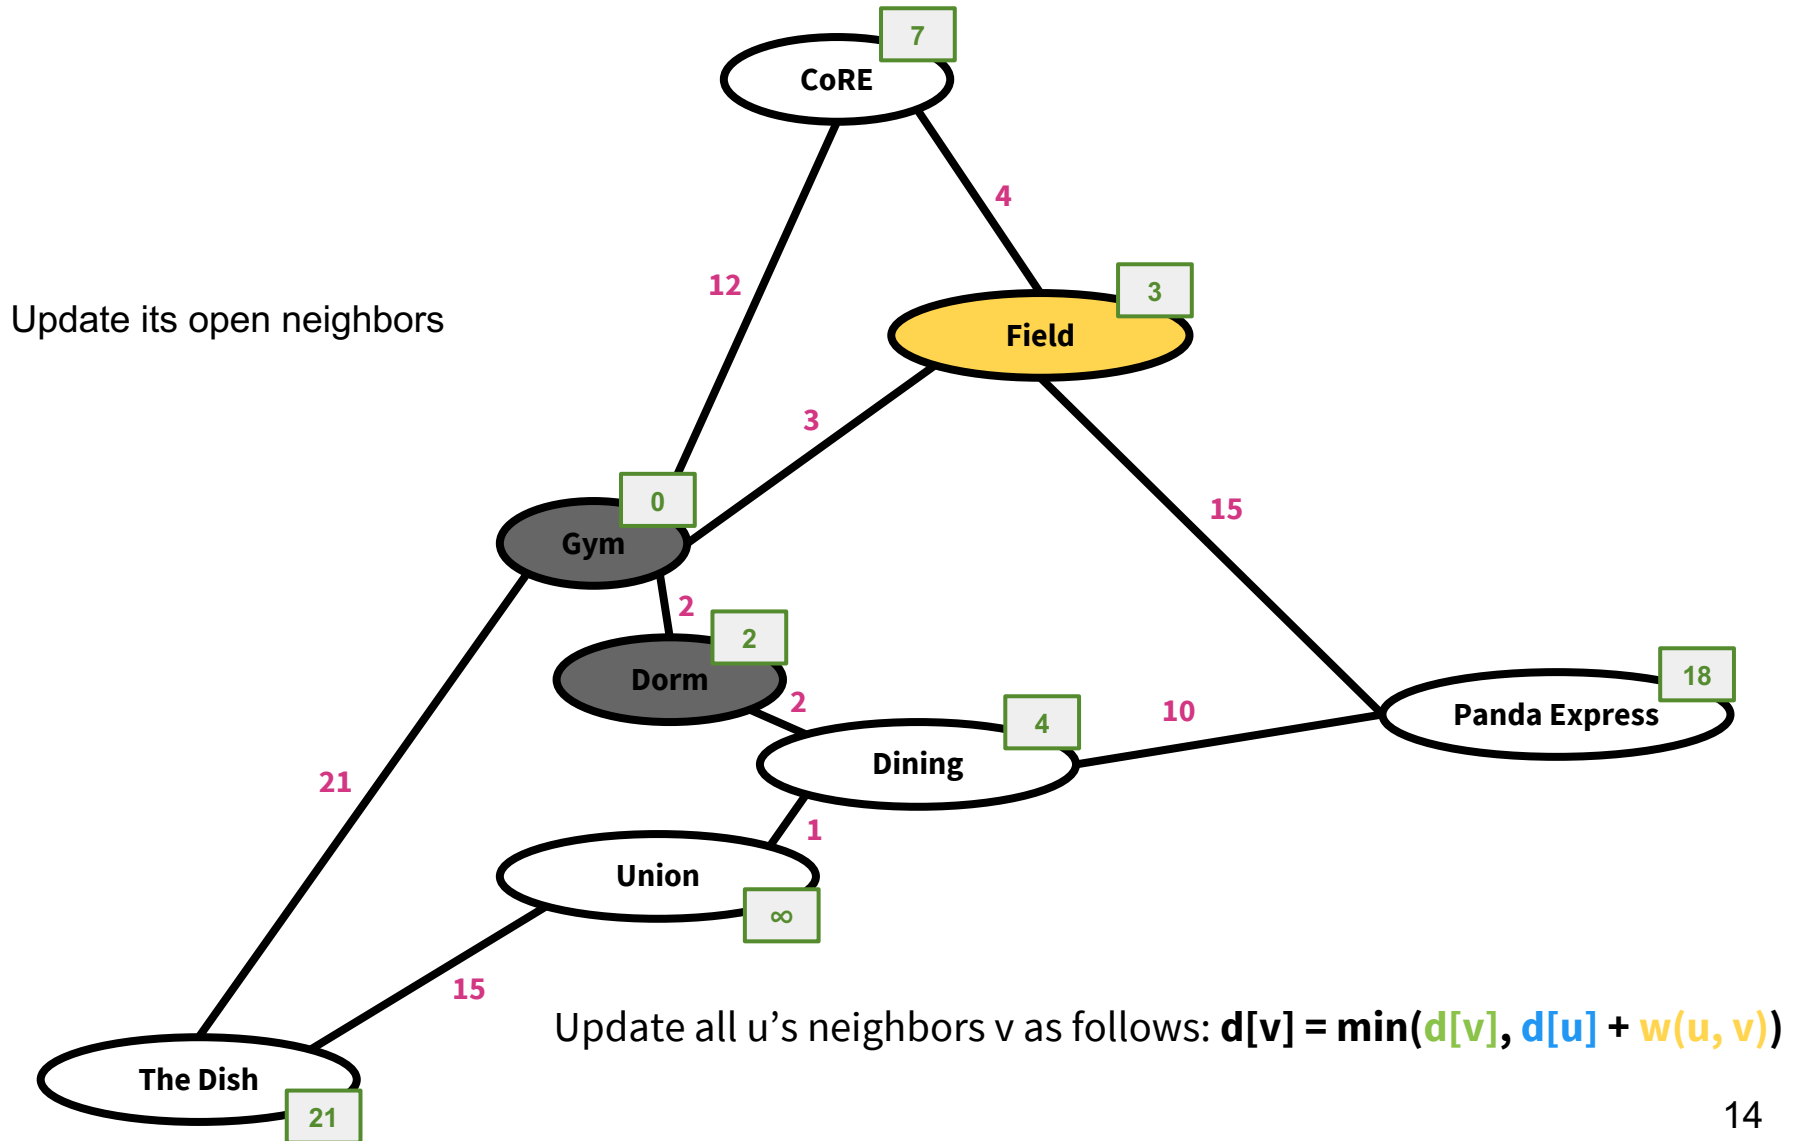 7
CoRE
4
12
3
Update its open neighbors
Field
3
15
0
Gym
2
2
Dorm
18
2
10
Panda Express
4
Dining
21
1
Union
∞
15
Update all u’s neighbors v as follows: d[v] = min(d[v], d[u] + w(u, v))
The Dish
21
14